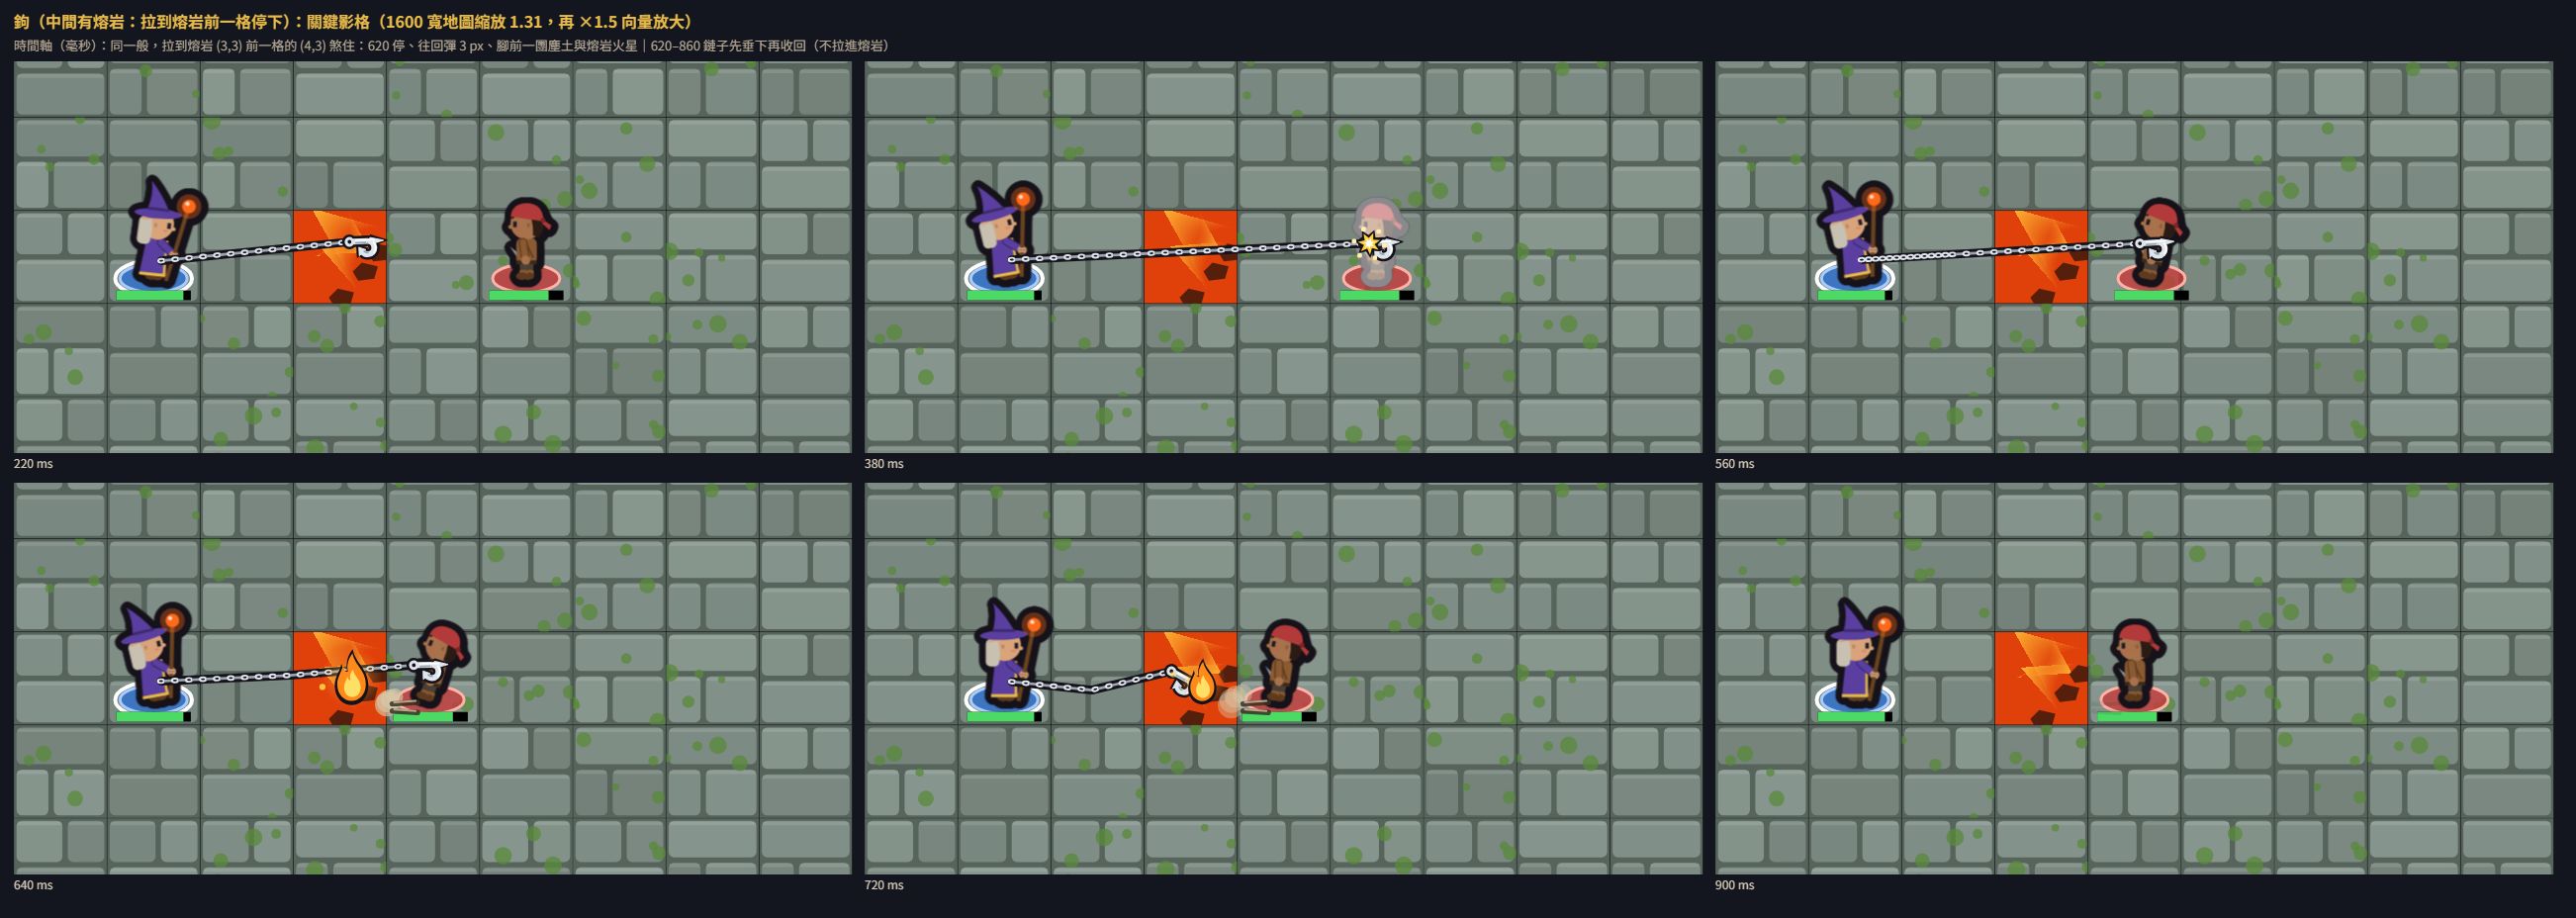 鉤（中間有熔岩：拉到熔岩前一格停下）：關鍵影格（1600 寬地圖縮放 1.31，再 ×1.5 向量放大）
時間軸（毫秒）：同一般，拉到熔岩 (3,3) 前一格的 (4,3) 煞住：620 停、往回彈 3 px、腳前一團塵土與熔岩火星｜620–860 鏈子先垂下再收回（不拉進熔岩）
220 ms
380 ms
560 ms
640 ms
720 ms
900 ms